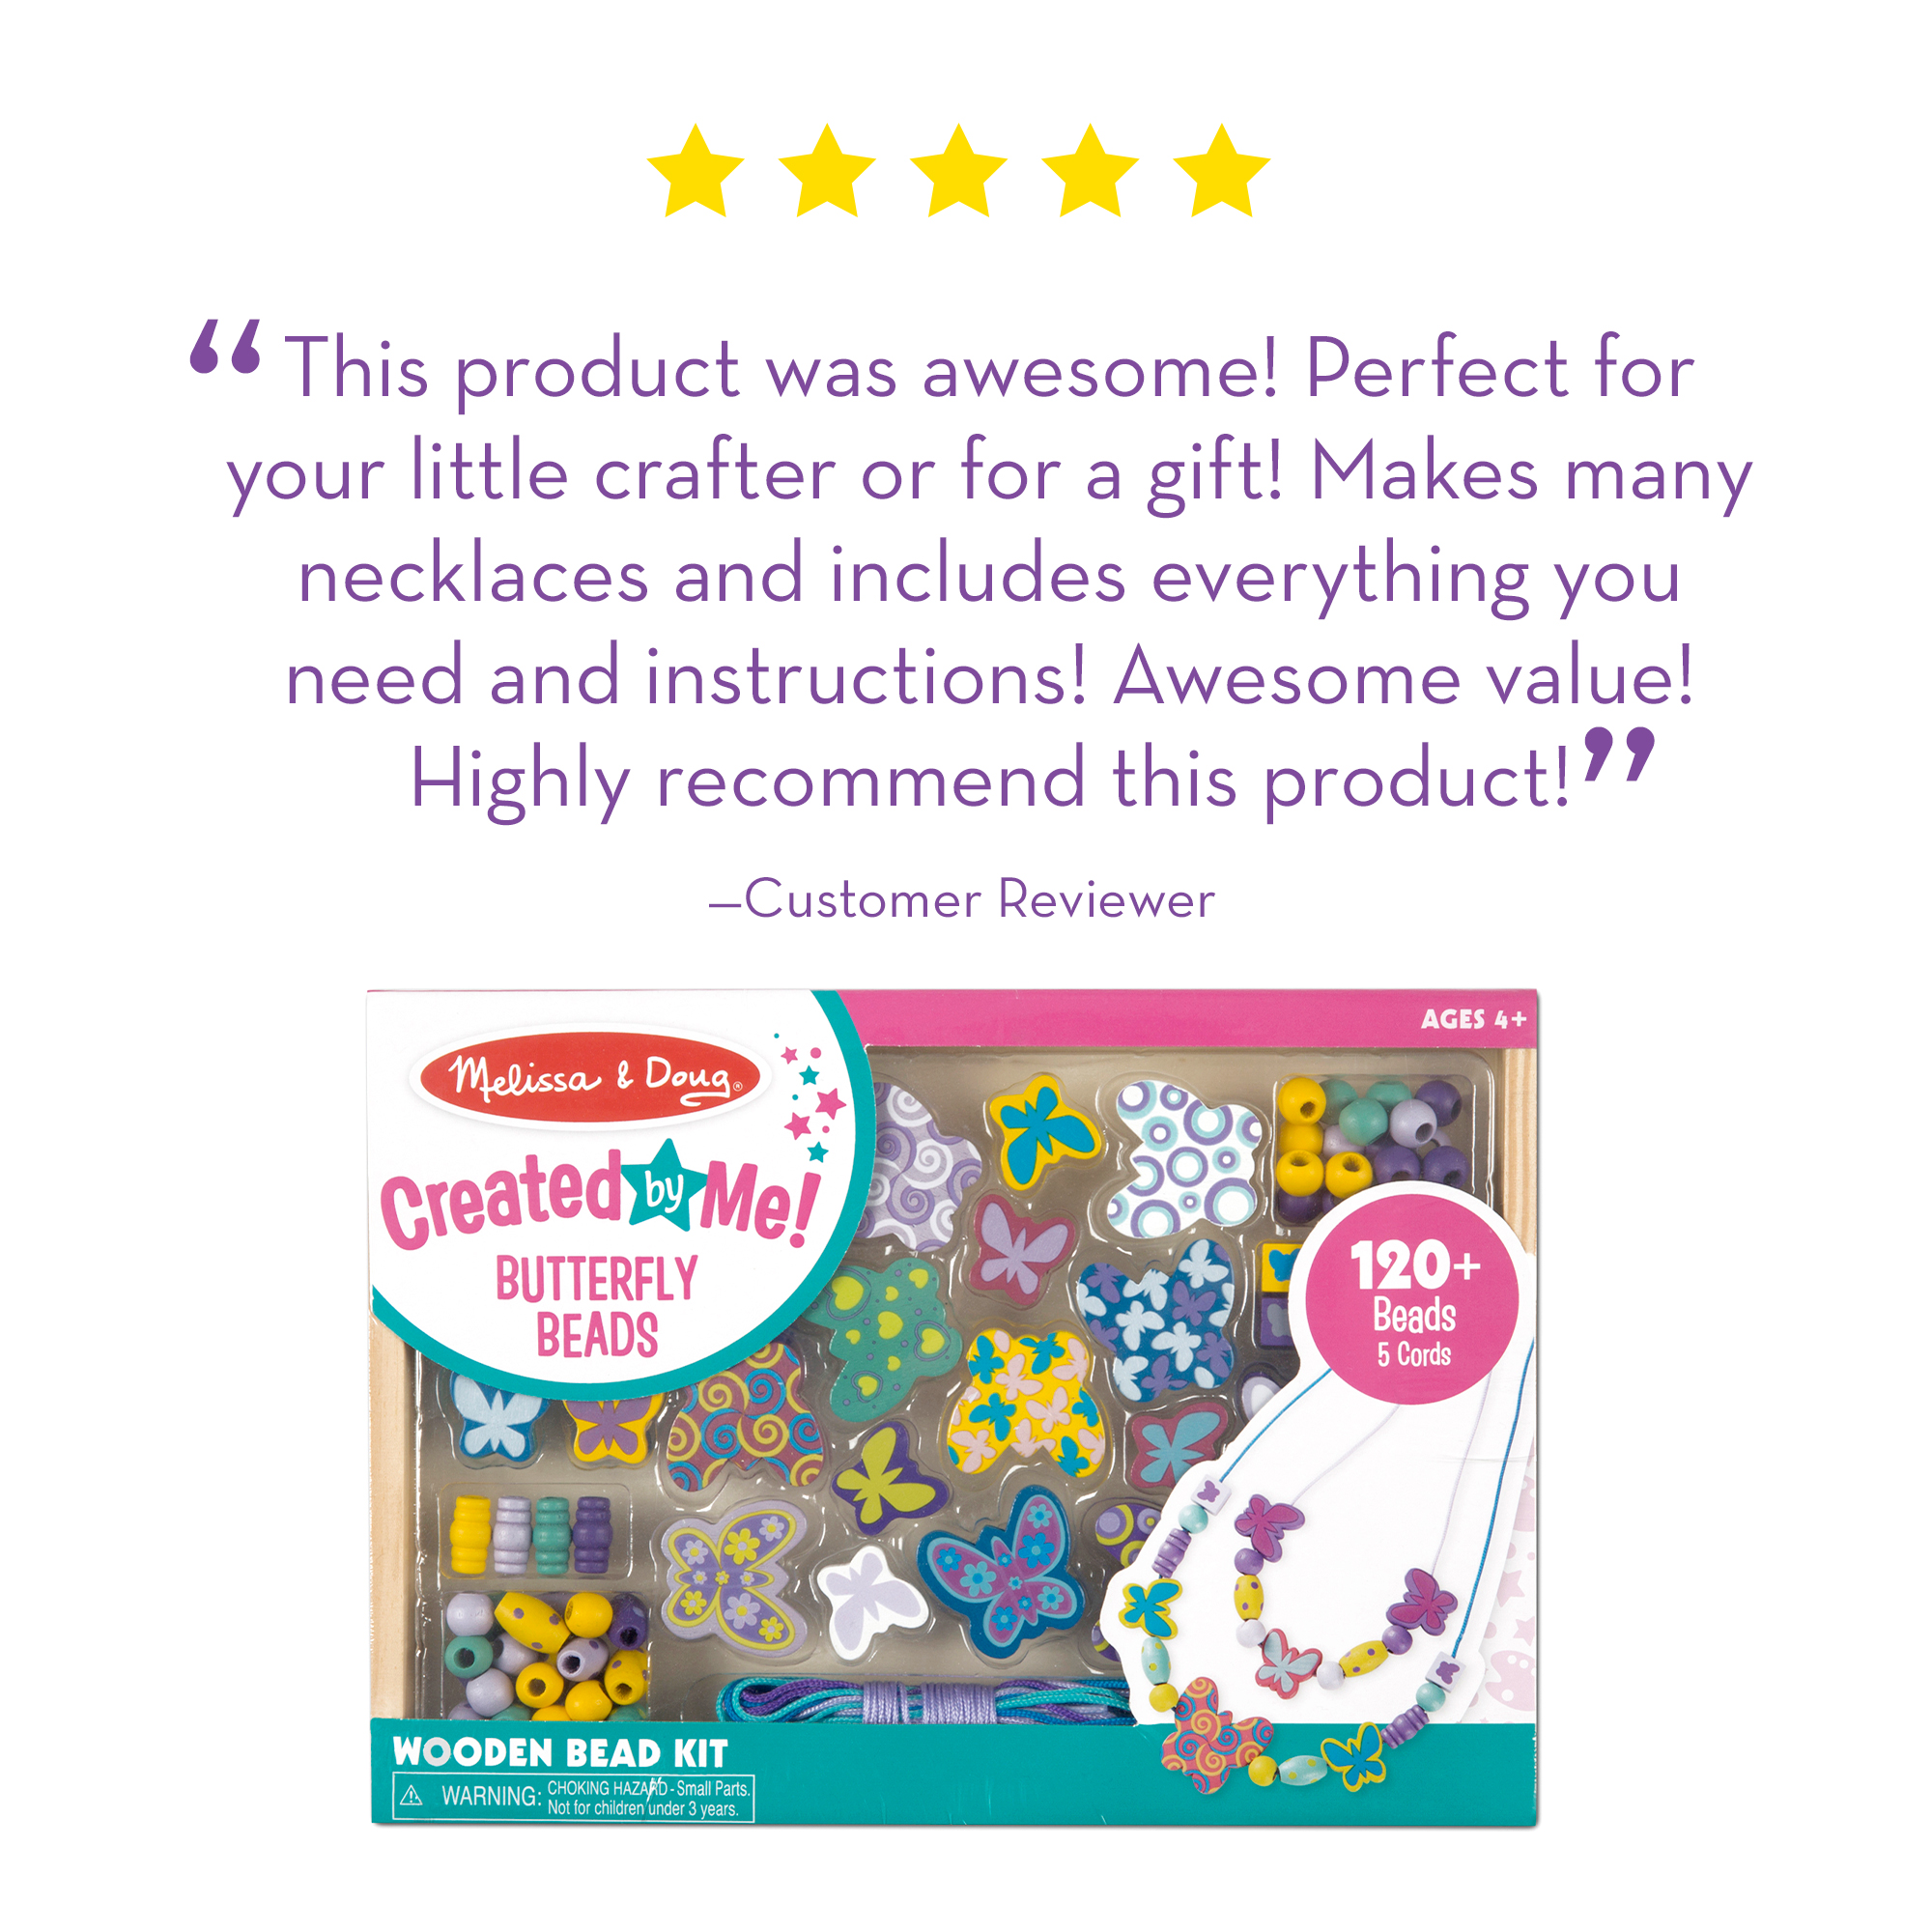 “This product was awesome! Perfect for
your little crafter or for a gift! Makes many
necklaces and includes everything you
need and instructions! Awesome value!
Highly recommend this product!”
—Customer Reviewer
AGES 4+
Melissa & Doug®
Created by Me!
BUTTERFLY
BEADS
120+
Beads
5 Cords
WOODEN BEAD KIT
WARNING: CHOKING HAZARD - Small Parts.
Not for children under 3 years.